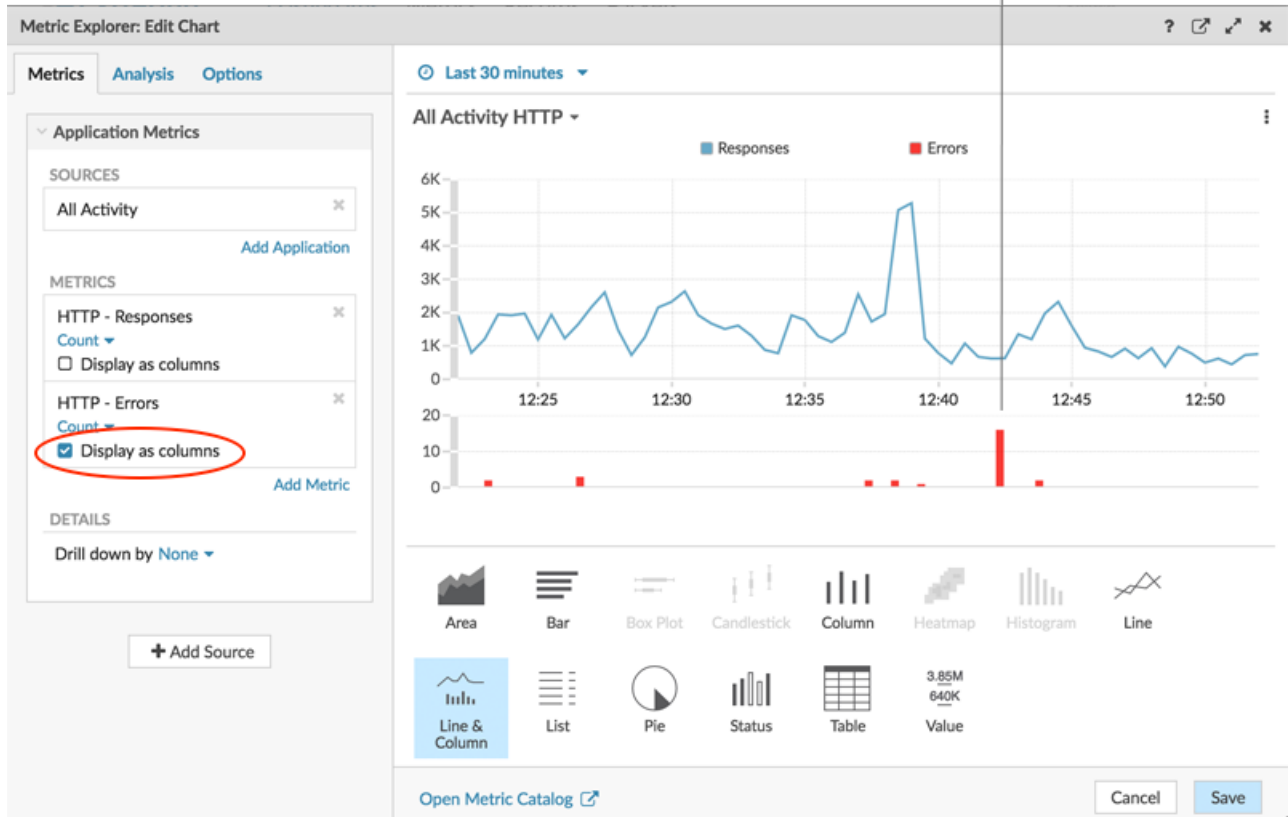 Metric Explorer: Edit Chart
?
Metrics Analysis Options
Application Metrics
SOURCES
All Activity
Add Application
METRICS
HTTP - Responses
Count
Display as columns
HTTP - Errors
Count
Display as columns
Add Metric
DETAILS
Drill down by None
+ Add Source
Last 30 minutes
All Activity HTTP
Responses Errors
6K
5K
4K
3K
2K
1K
0
12:25 12:30 12:35 12:40 12:45 12:50
20
10
0
Area Bar Box Plot Candlestick Column Heatmap Histogram Line
3.85M
640K
Line & Column List Pie Status Table Value
Open Metric Catalog
Cancel Save